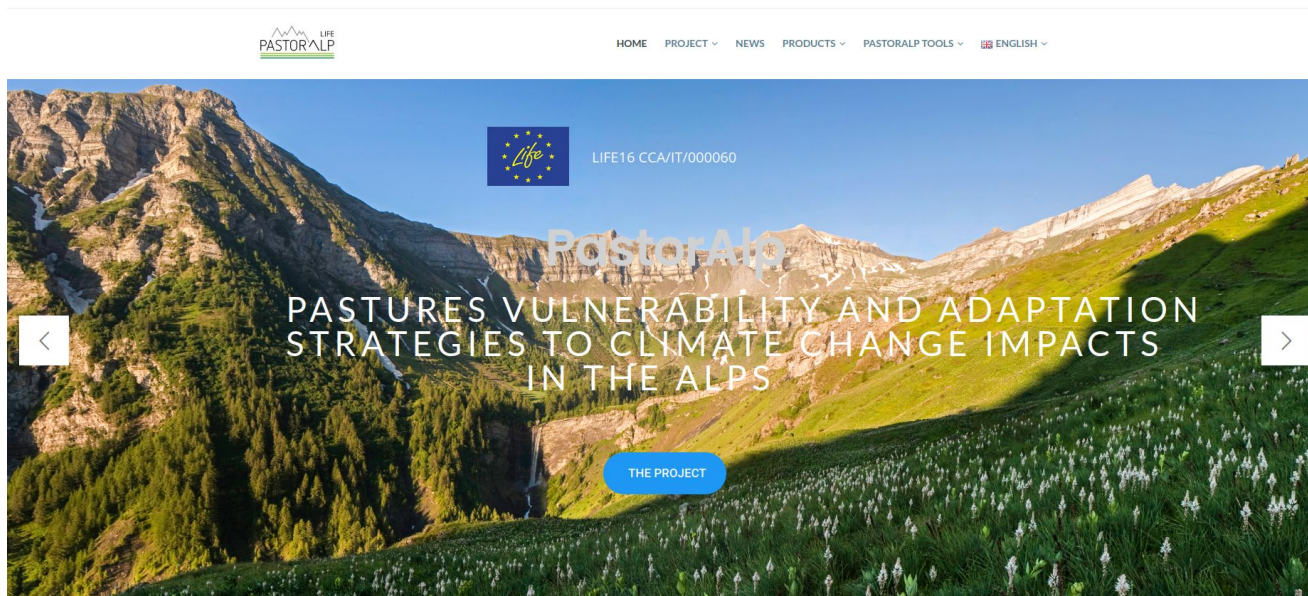 LIFE
PASTORALP
HOME PROJECT NEWS PRODUCTS PASTORALP TOOLS ENGLISH
Life
LIFE16 CCA/IT/000060
PastorAlp
PASTURES VULNERABILITY AND ADAPTATION
STRATEGIES TO CLIMATE CHANGE IMPACTS
IN THE ALPS
THE PROJECT